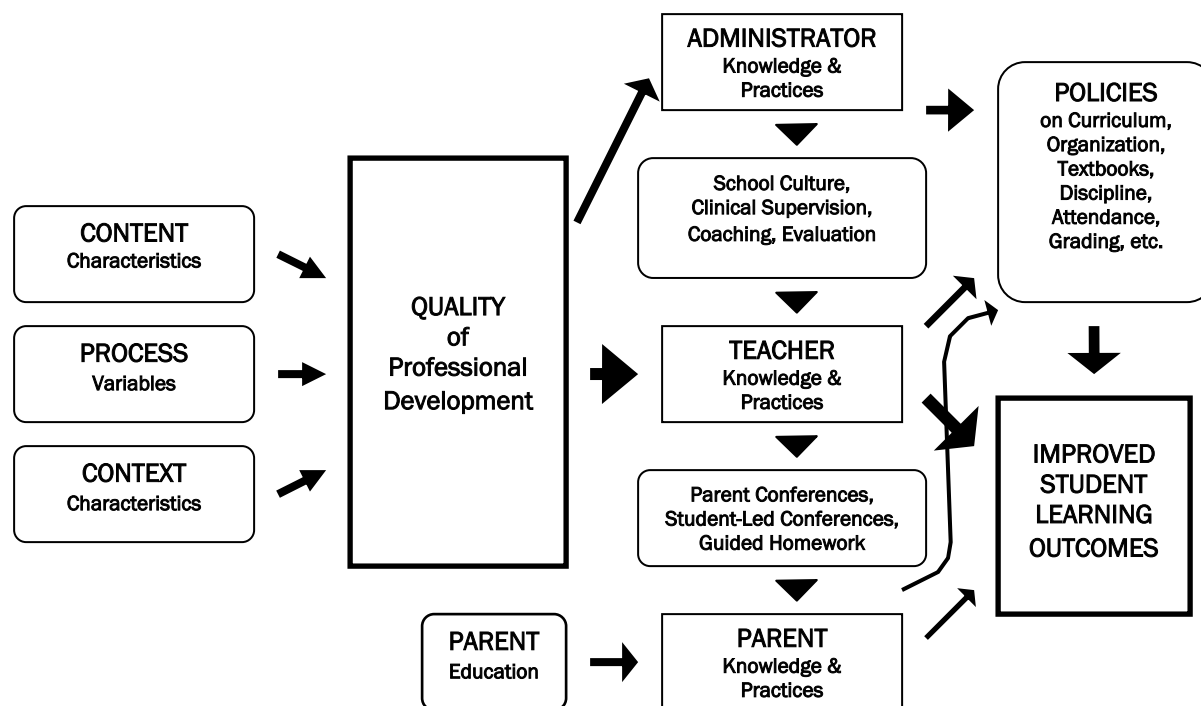 CONTENT
Characteristics
PROCESS
Variables
CONTEXT
Characteristics
QUALITY
of
Professional
Development
PARENT
Education
ADMINISTRATOR
Knowledge &
Practices
School Culture,
Clinical Supervision,
Coaching, Evaluation
TEACHER
Knowledge &
Practices
Parent Conferences,
Student-Led Conferences,
Guided Homework
PARENT
Knowledge &
Practices
POLICIES
on Curriculum,
Organization,
Textbooks,
Discipline,
Attendance,
Grading, etc.
IMPROVED
STUDENT
LEARNING
OUTCOMES